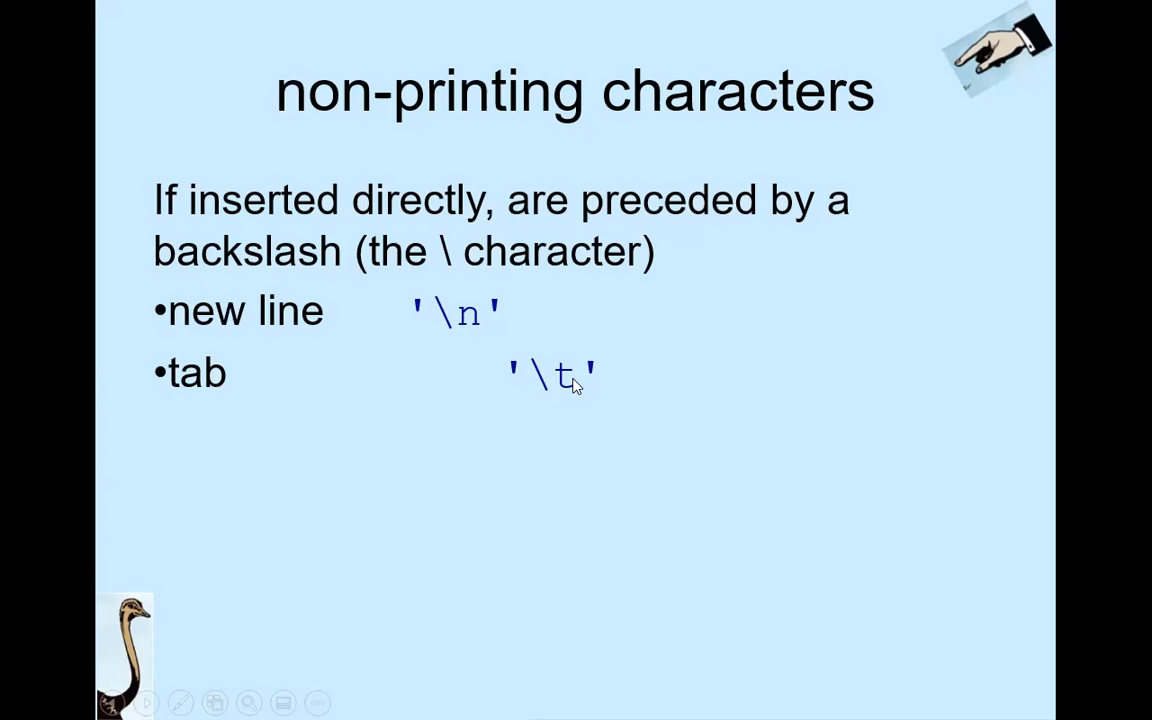 non-printing characters
If inserted directly, are preceded by a
backslash (the \ character)
•new line '\n'
•tab '\t'